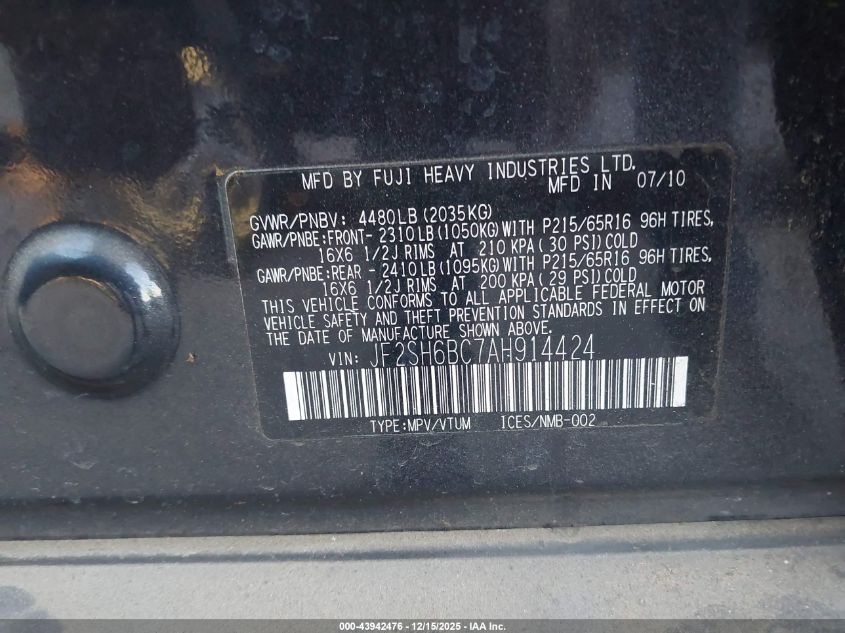 MFD BY FUJI HEAVY INDUSTRIES LTD.
MFD IN 07/10
GVWR/PNBV: 4480LB(2035KG)
GAWR/PNBE:FRONT- 2310LB(1050KG)WITH P215/65R16 96H TIRES,
16X6 1/2J RIMS AT 210 KPA( 30 PSI)COLD
GAWR/PNBE:REAR - 2410LB(1095KG)WITH P215/65R16 96H TIRES,
16X6 1/2J RIMS AT 200 KPA( 29 PSI)COLD
THIS VEHICLE CONFORMS TO ALL APPLICABLE FEDERAL MOTOR
VEHICLE SAFETY AND THEFT PREVENTION STANDARDS IN EFFECT ON
THE DATE OF MANUFACTURE SHOWN ABOVE.
VIN: JF2SH6BC7AH914424
TYPE:MPV/VTUM ICES/NMB-002
000-43942476 - 12/15/2025 - IAA Inc.